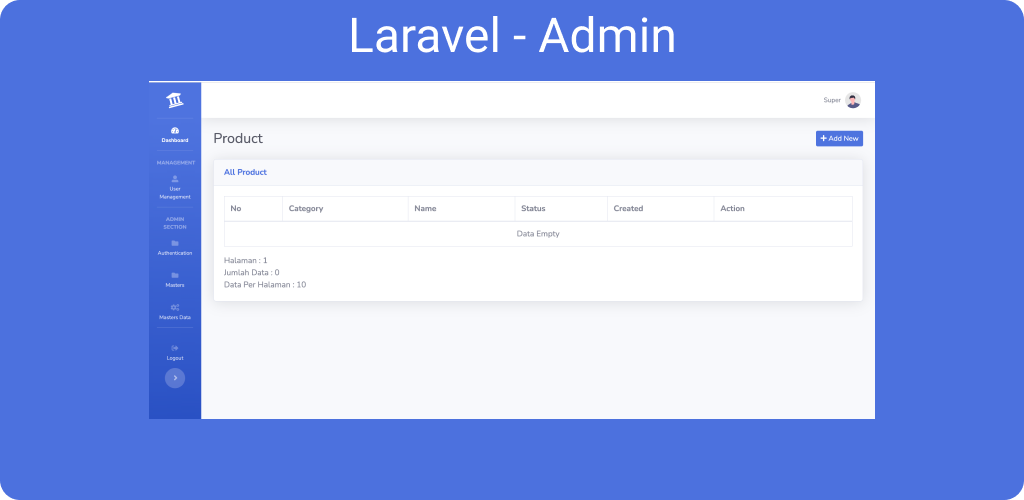 Laravel - Admin
Super
Dashboard
MANAGEMENT
User
Management
ADMIN
SECTION
Authentication
Masters
Masters Data
Logout
Product
Add New
All Product
No Category Name Status Created Action
Data Empty
Halaman : 1
Jumlah Data : 0
Data Per Halaman : 10